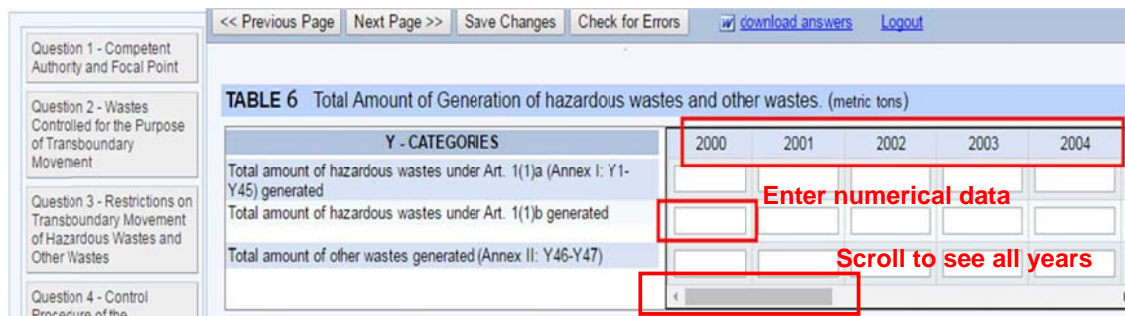 << Previous Page Next Page >> Save Changes Check for Errors download answers Logout
Question 1 - Competent
Authorty and Focal Point
Question 2 - Wastes
Controlled for the Purpose
of Transboundary
Movement
Question 3 - Restrictions on
Transboundary Movement
of Hazardous Wastes and
Other Wastes
Question 4 - Control
Procedure of the
TABLE 6 Total Amount of Generation of hazardous wastes and other wastes. (metric tons)
Y - CATEGORIES 2000 2001 2002 2003 2004
Total amount of hazardous wastes under Art. 1(1)a (Annex I: Y1-
Y45) generated
Enter numerical data
Total amount of hazardous wastes under Art. 1(1)b generated
Total amount of other wastes generated (Annex II: Y46-Y47)
Scroll to see all years